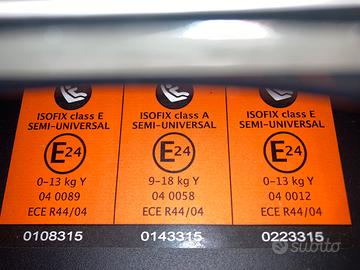 ISOFIX class E
SEMI-UNIVERSAL
E24
0-13 kg Y
04 0089
ECE R44/04
0108315
ISOFIX class A
SEMI-UNIVERSAL
E24
9-18 kg Y
04 0058
ECE R44/04
0143315
ISOFIX class E
SEMI-UNIVERSAL
E24
0-13 kg Y
04 0012
ECE R44/04
0223315
subito